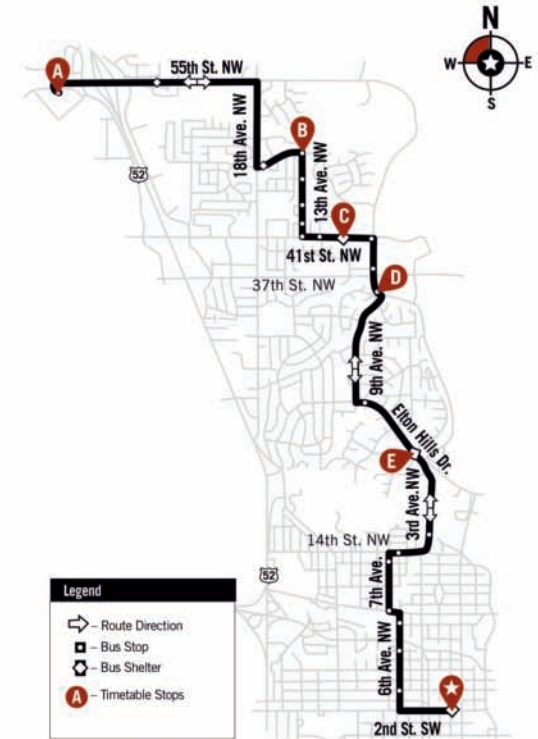 N
W
E
S
A
55th St. NW
18th Ave. NW
B
13th Ave. NW
52
C
41st St. NW
37th St. NW
D
9th Ave. NW
Elton Hills Dr.
E
3rd Ave. NW
14th St. NW
7th Ave.
52
6th Ave. NW
2nd St. SW
Legend
– Route Direction
– Bus Stop
– Bus Shelter
A – Timetable Stops